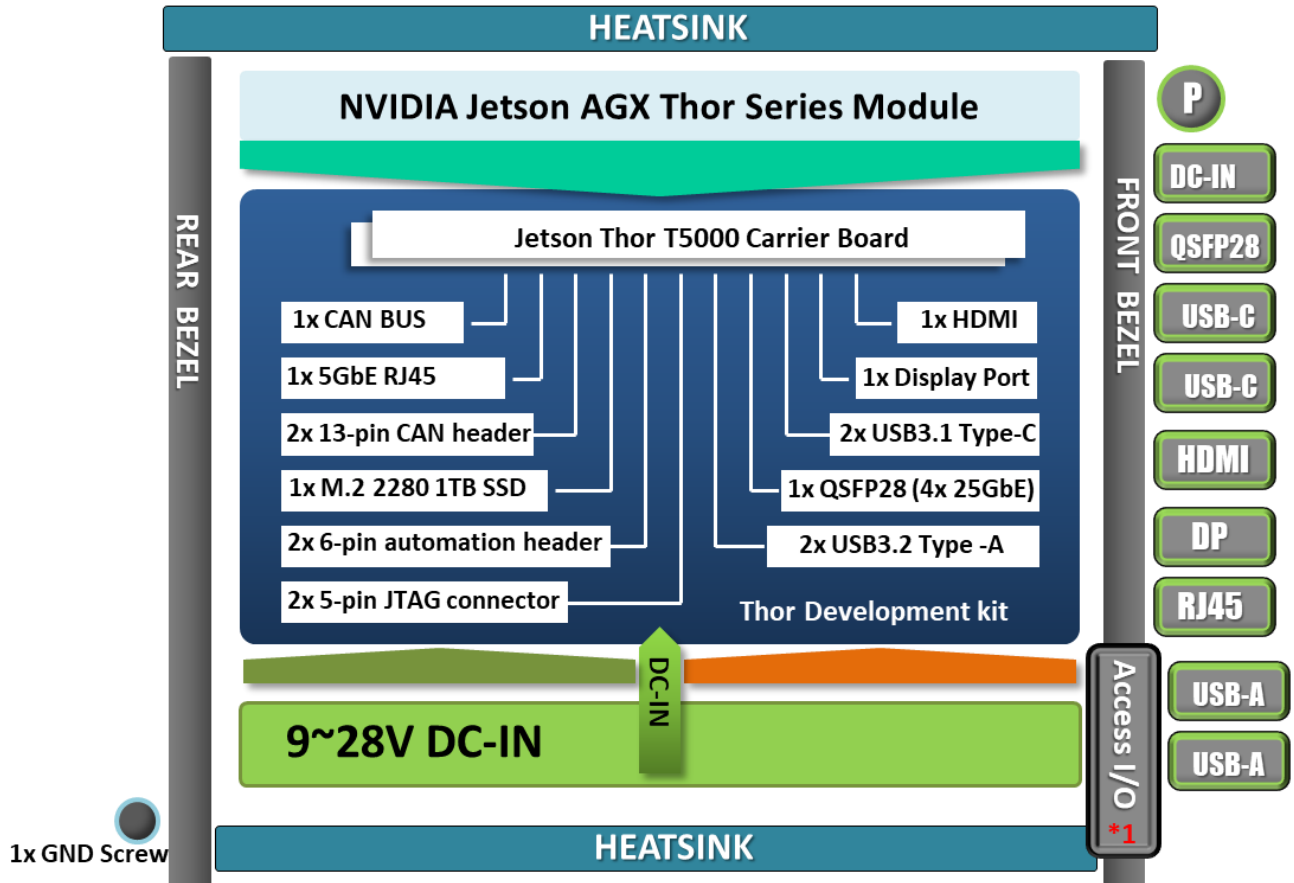 HEATSINK
NVIDIA Jetson AGX Thor Series Module
REAR BEZEL
FRONT BEZEL
Jetson Thor T5000 Carrier Board
1x CAN BUS
1x 5GbE RJ45
2x 13-pin CAN header
1x M.2 2280 1TB SSD
2x 6-pin automation header
2x 5-pin JTAG connector
1x HDMI
1x Display Port
2x USB3.1 Type-C
1x QSFP28 (4x 25GbE)
2x USB3.2 Type -A
Thor Development kit
DC-IN
9~28V DC-IN
HEATSINK
1x GND Screw
P
DC-IN
QSFP28
USB-C
USB-C
HDMI
DP
RJ45
Access I/O
*1
USB-A
USB-A